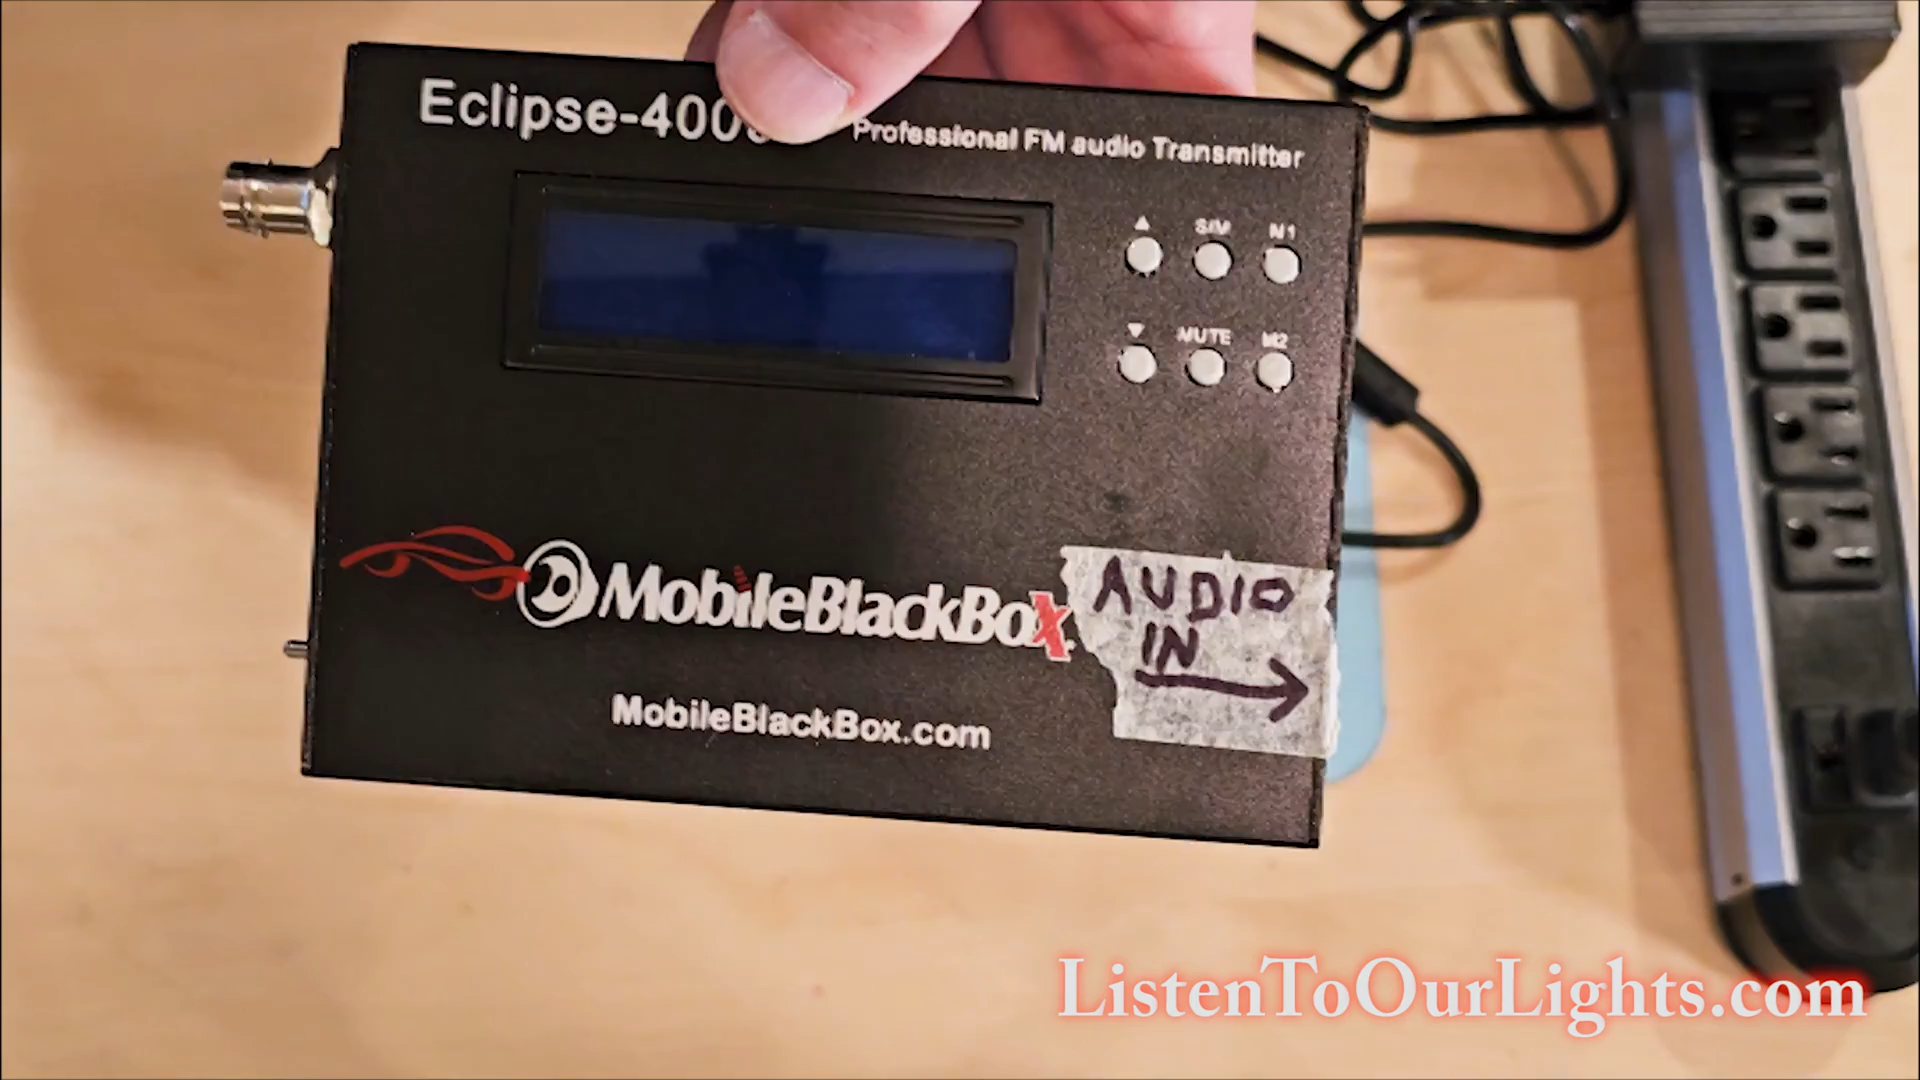 Eclipse-400
Professional FM audio Transmitter
▲ S/M M1
▼ MUTE M2
MobileBlackBox
AUDIO
IN
→
MobileBlackBox.com
ListenToOurLights.com